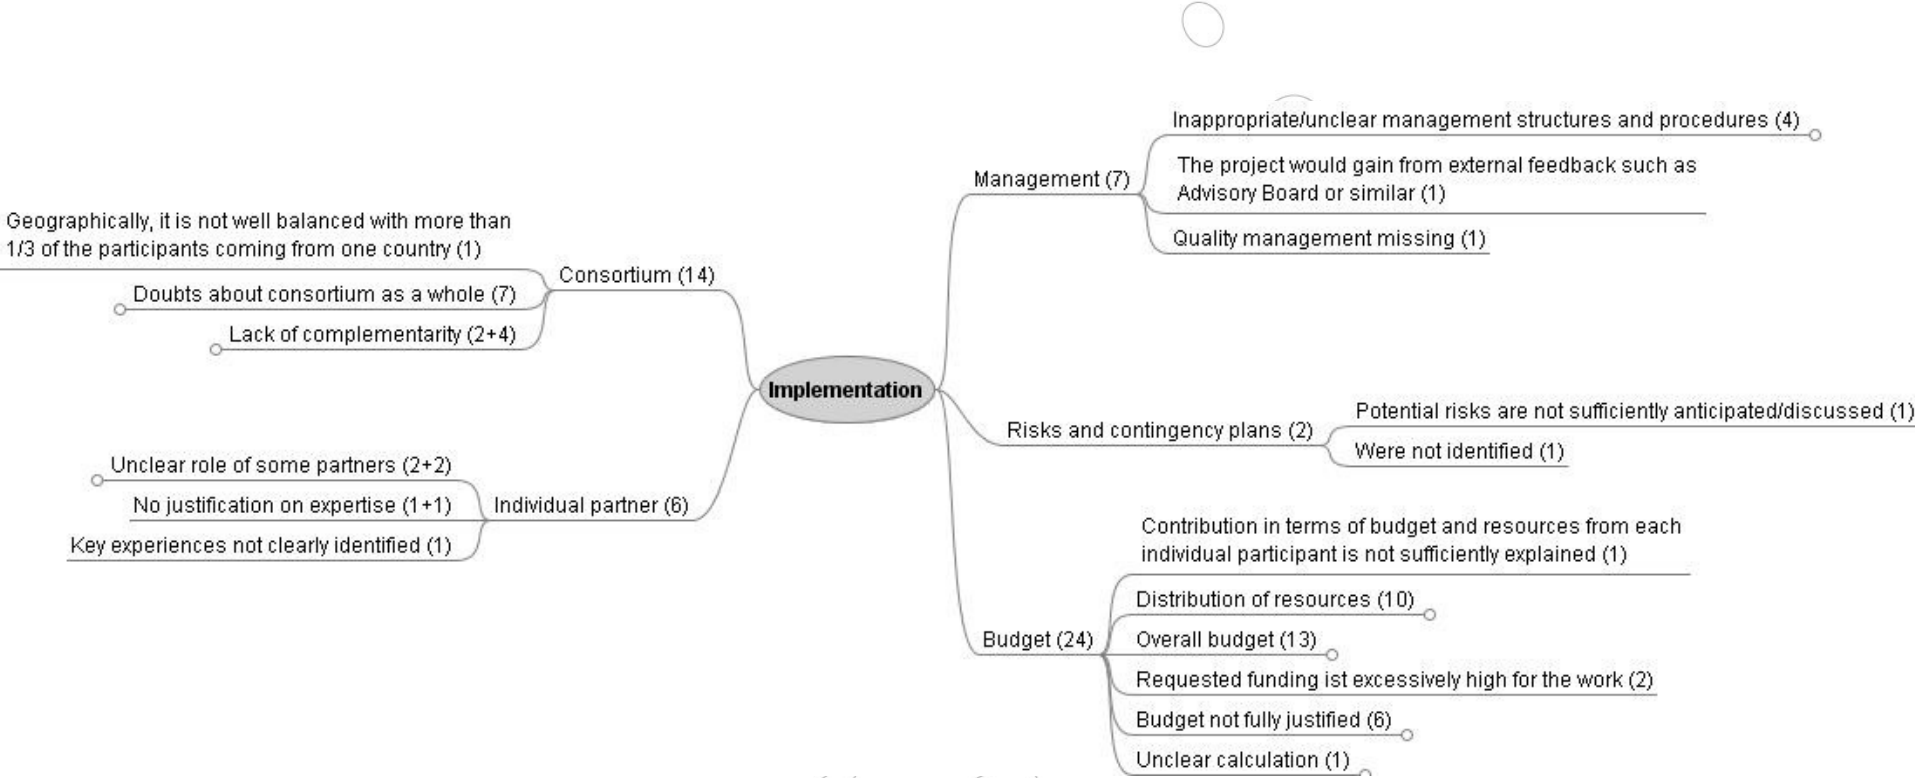 Inappropriate/unclear management structures and procedures (4)
The project would gain from external feedback such as
Advisory Board or similar (1)
Management (7)
Quality management missing (1)
Geographically, it is not well balanced with more than
1/3 of the participants coming from one country (1)
Consortium (14)
Doubts about consortium as a whole (7)
Lack of complementarity (2+4)
Implementation
Potential risks are not sufficiently anticipated/discussed (1)
Risks and contingency plans (2)
Were not identified (1)
Unclear role of some partners (2+2)
No justification on expertise (1+1)
Individual partner (6)
Key experiences not clearly identified (1)
Contribution in terms of budget and resources from each
individual participant is not sufficiently explained (1)
Distribution of resources (10)
Budget (24)
Overall budget (13)
Requested funding ist excessively high for the work (2)
Budget not fully justified (6)
Unclear calculation (1)